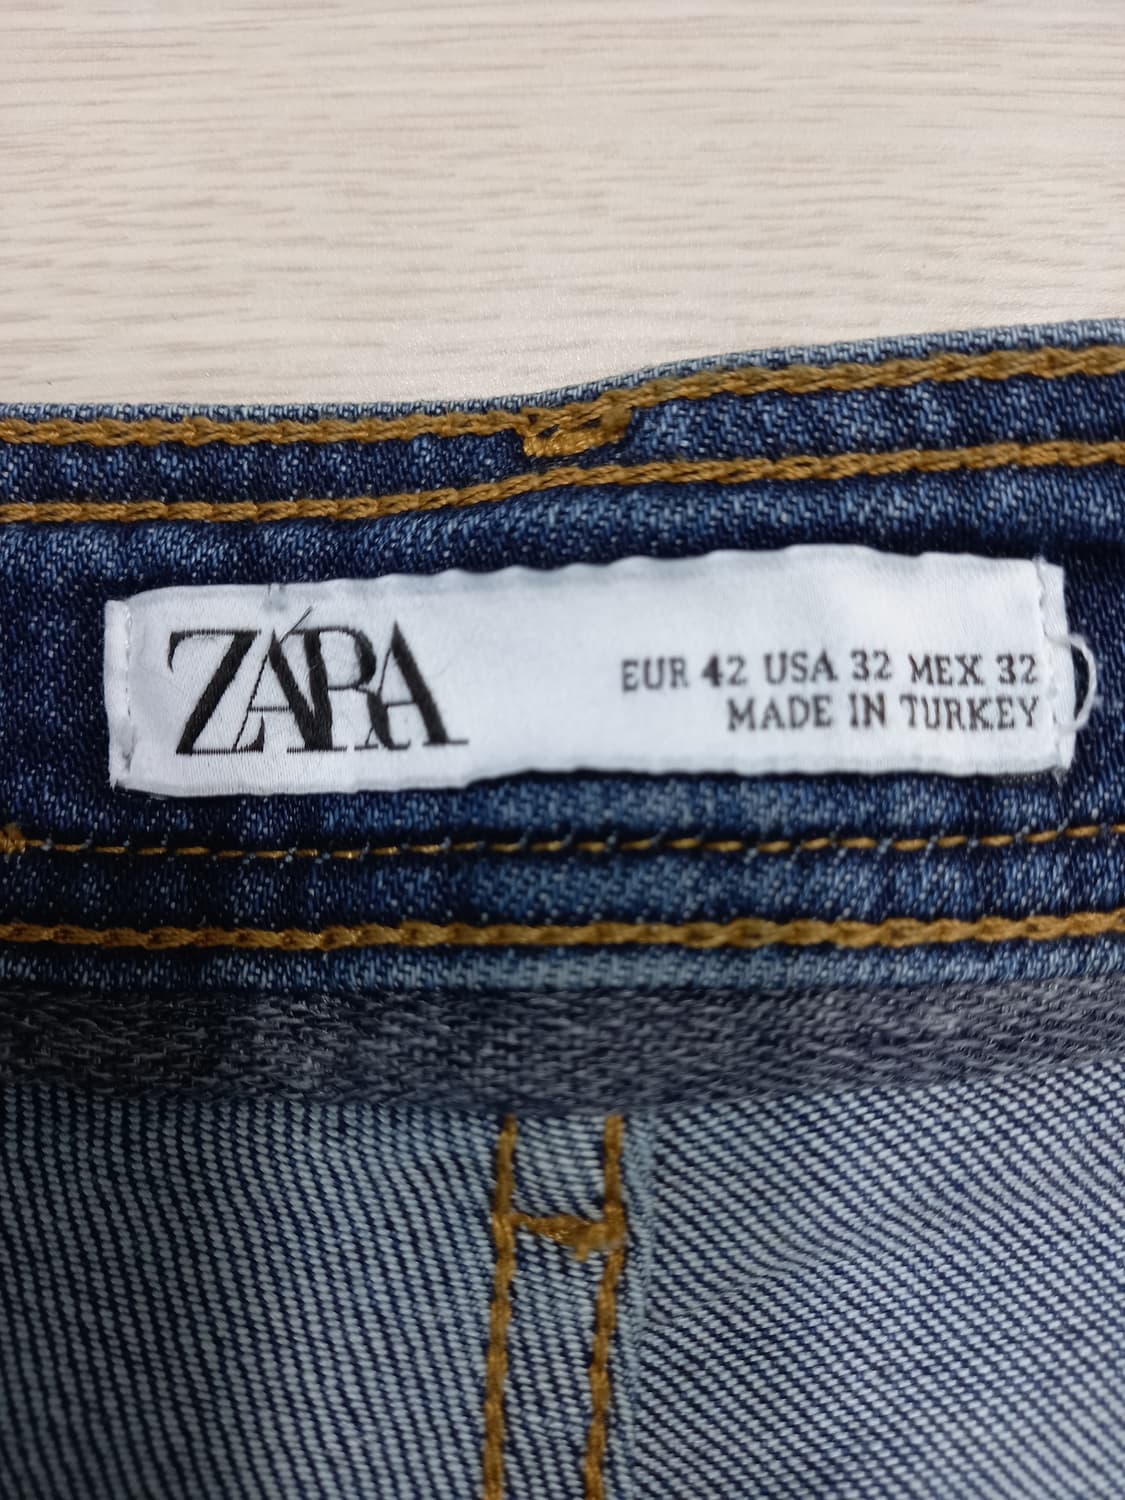 ZARA
EUR 42 USA 32 MEX 32
MADE IN TURKEY